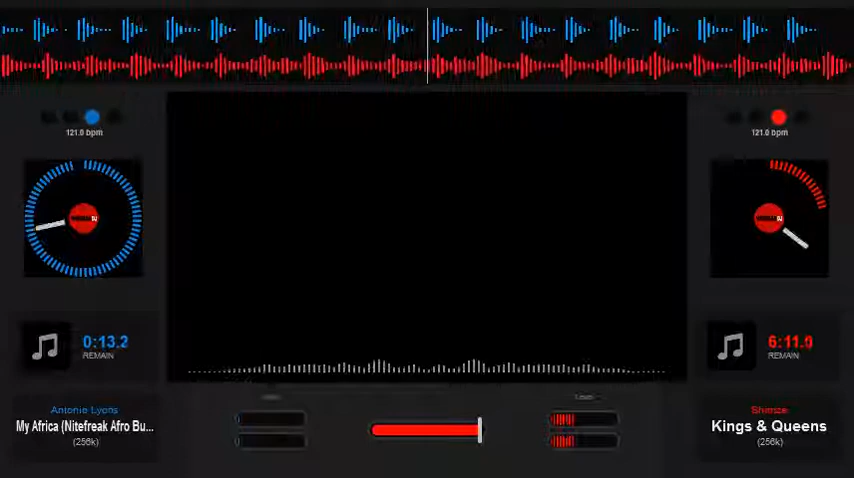 121.0 bpm
121.0 bpm
0:13.2
REMAIN
6:11.0
REMAIN
Antonie Lyons
My Africa (Nitefreak Afro Bu...
(256k)
Shimza
Kings & Queens
(256k)